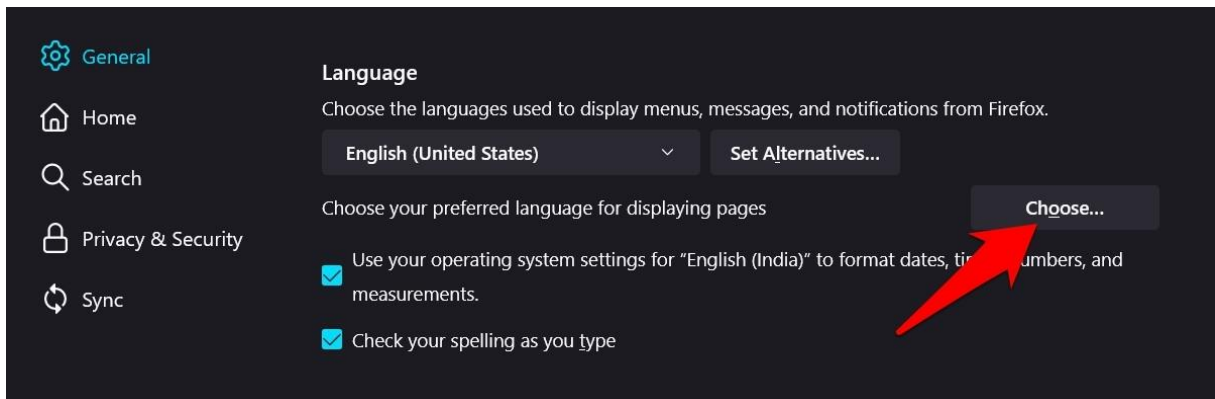 General
Home
Search
Privacy & Security
Sync
Language
Choose the languages used to display menus, messages, and notifications from Firefox.
English (United States)
Set Alternatives...
Choose your preferred language for displaying pages
Choose...
Use your operating system settings for “English (India)” to format dates, and
measurements.
Check your spelling as you type